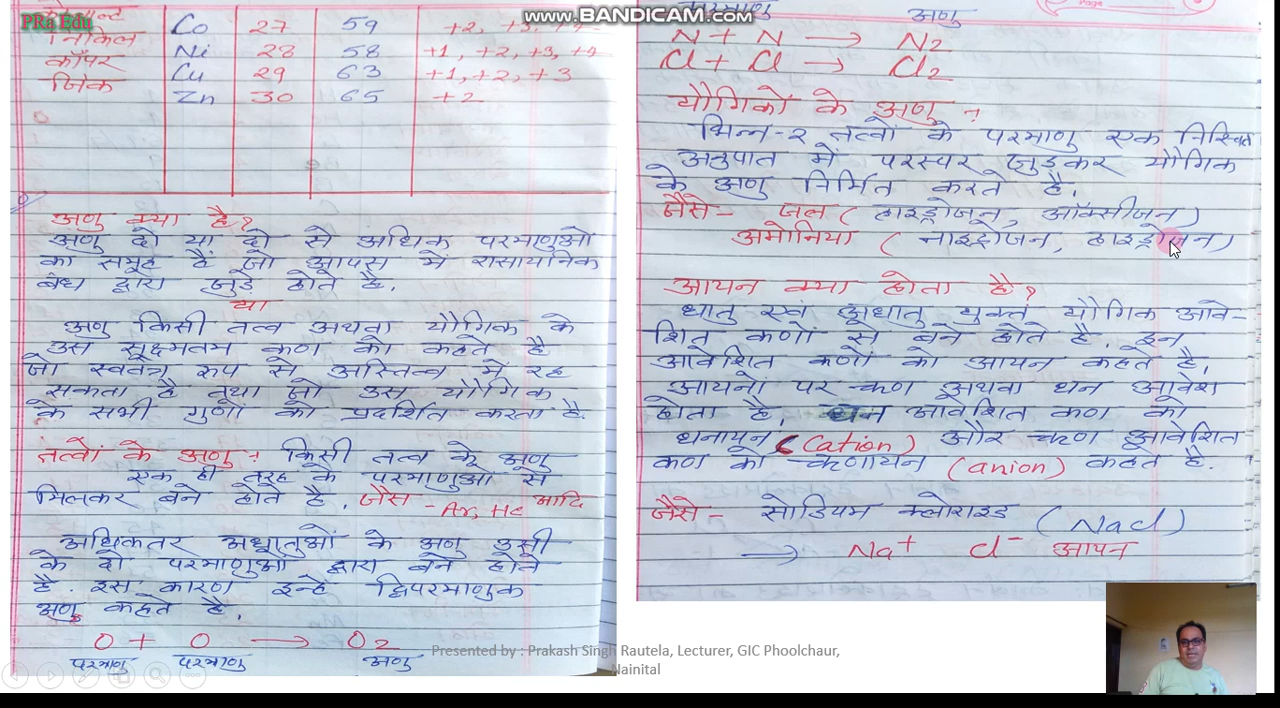 PRa Edu
www.BANDICAM.com
Co 27 59
निकिल Ni 28 58 +1, +2, +3, +4
कॉपर Cu 29 63 +1, +2, +3
जिंक Zn 30 65 +2
अणु क्या है?
अणु दो या दो से अधिक परमाणुओ
का समूह है जो आपस में रासायनिक
बंध द्वारा जुडे होते है.
या
अणु किसी तत्व अथवा यौगिक के
उस सूक्ष्मतम कण को कहते है
जो स्वतंत्र रूप से अस्तित्व में रह
सकता है तथा जो उस यौगिक
के सभी गुणों को प्रदर्शित करता है.
तत्वों के अणु: किसी तत्व के अणु
एक ही तरह के परमाणुओं से
मिलकर बने होते है. जैसे - Ar, He आदि
अधिकतर अधातुओं के अणु उसी
के दो परमाणुओ द्वारा बने होते
है. इस कारण इन्हे द्विपरमाणुक
अणु कहते है.
O + O → O2
परमाणु परमाणु अणु
अणु
N + N → N2
Cl + Cl → Cl2
यौगिकों के अणु ?
भिन्न-२ तत्वों के परमाणु एक निश्चित
अनुपात में परस्पर जुड़कर यौगिक
के अणु निर्मित करते है.
जैसे- जल ( हाइड्रोजन, ऑक्सीजन)
अमोनिया ( नाइट्रोजन, हाइड्रोजन)
आयन क्या होता है?
धातु एवं अधातु युक्त यौगिक आवे-
शित कणों से बने होते है. इन
आवेशित कणों को आयन कहते है.
आयनों पर ऋण अथवा धन आवेश
होता है. धन आवेशित कण को
धनायन (Cation) और ऋण आवेशित
कण को ऋणायन (anion) कहते है.
जैसे- सोडियम क्लोराइड (NaCl)
→ Na+ Cl- आयन
Presented by : Prakash Singh Rautela, Lecturer, GIC Phoolchaur,
Nainital